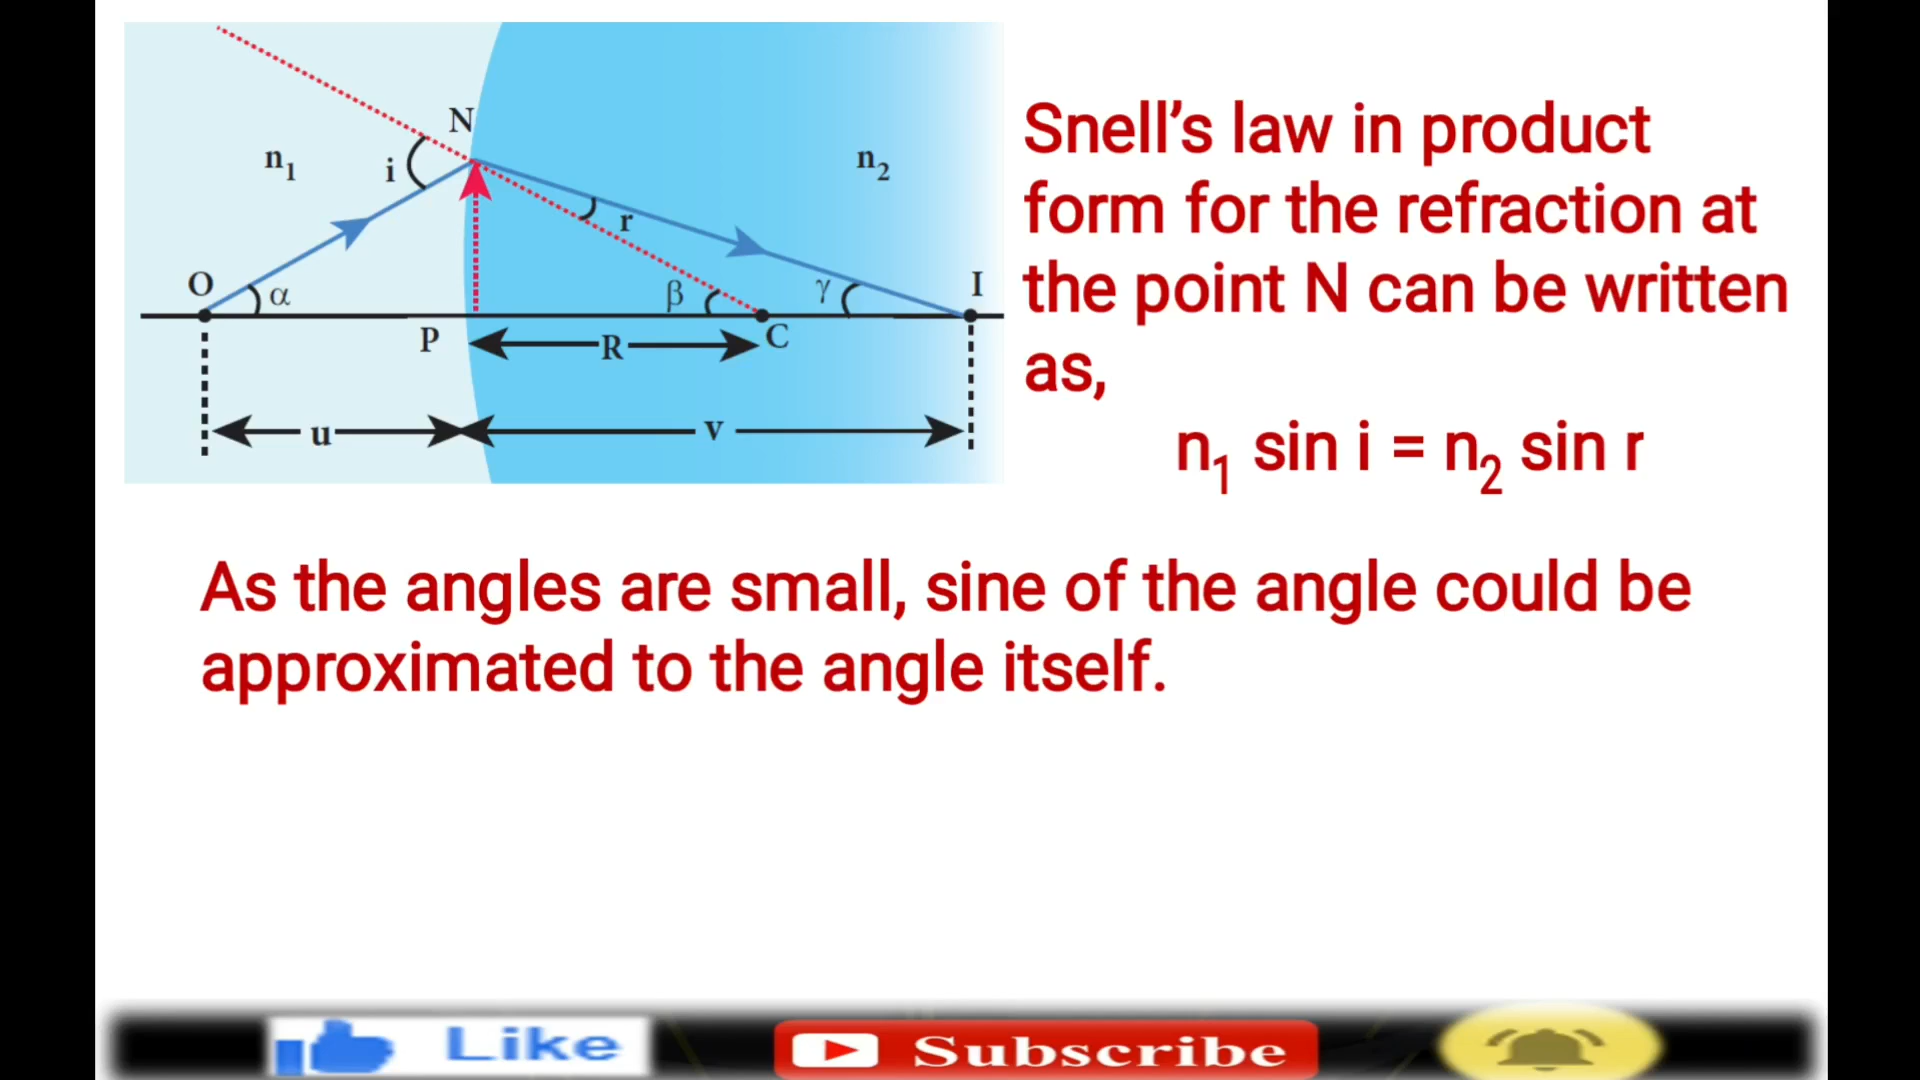 N
n₁
i
n₂
r
O
α
β
γ
I
P
R
C
u
v
Snell’s law in product
form for the refraction at
the point N can be written
as,
n₁ sin i = n₂ sin r
As the angles are small, sine of the angle could be
approximated to the angle itself.
Like
Subscribe